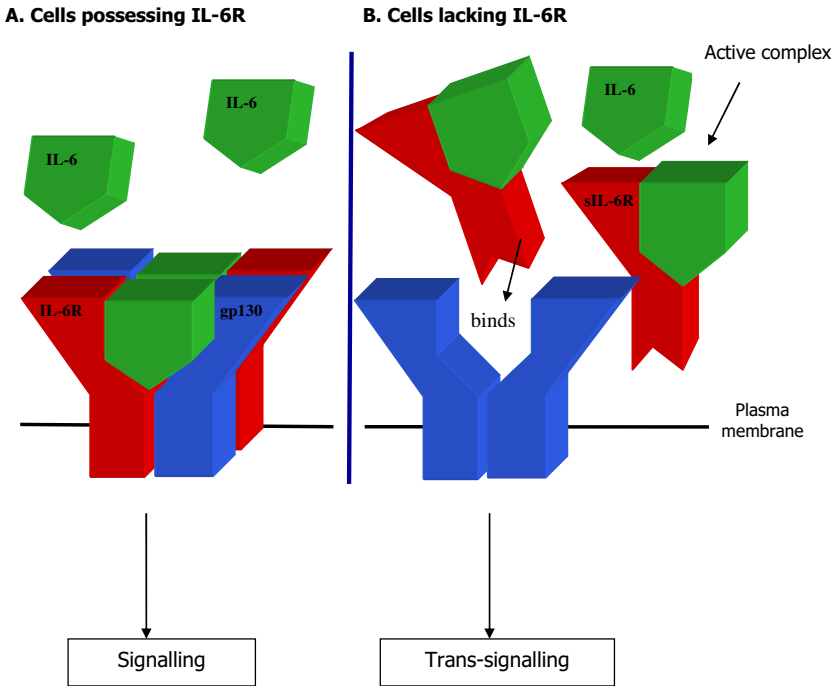 A. Cells possessing IL-6R
B. Cells lacking IL-6R
Active complex
IL-6
IL-6
IL-6
sIL-6R
IL-6R
gp130
binds
Plasma
membrane
Signalling
Trans-signalling